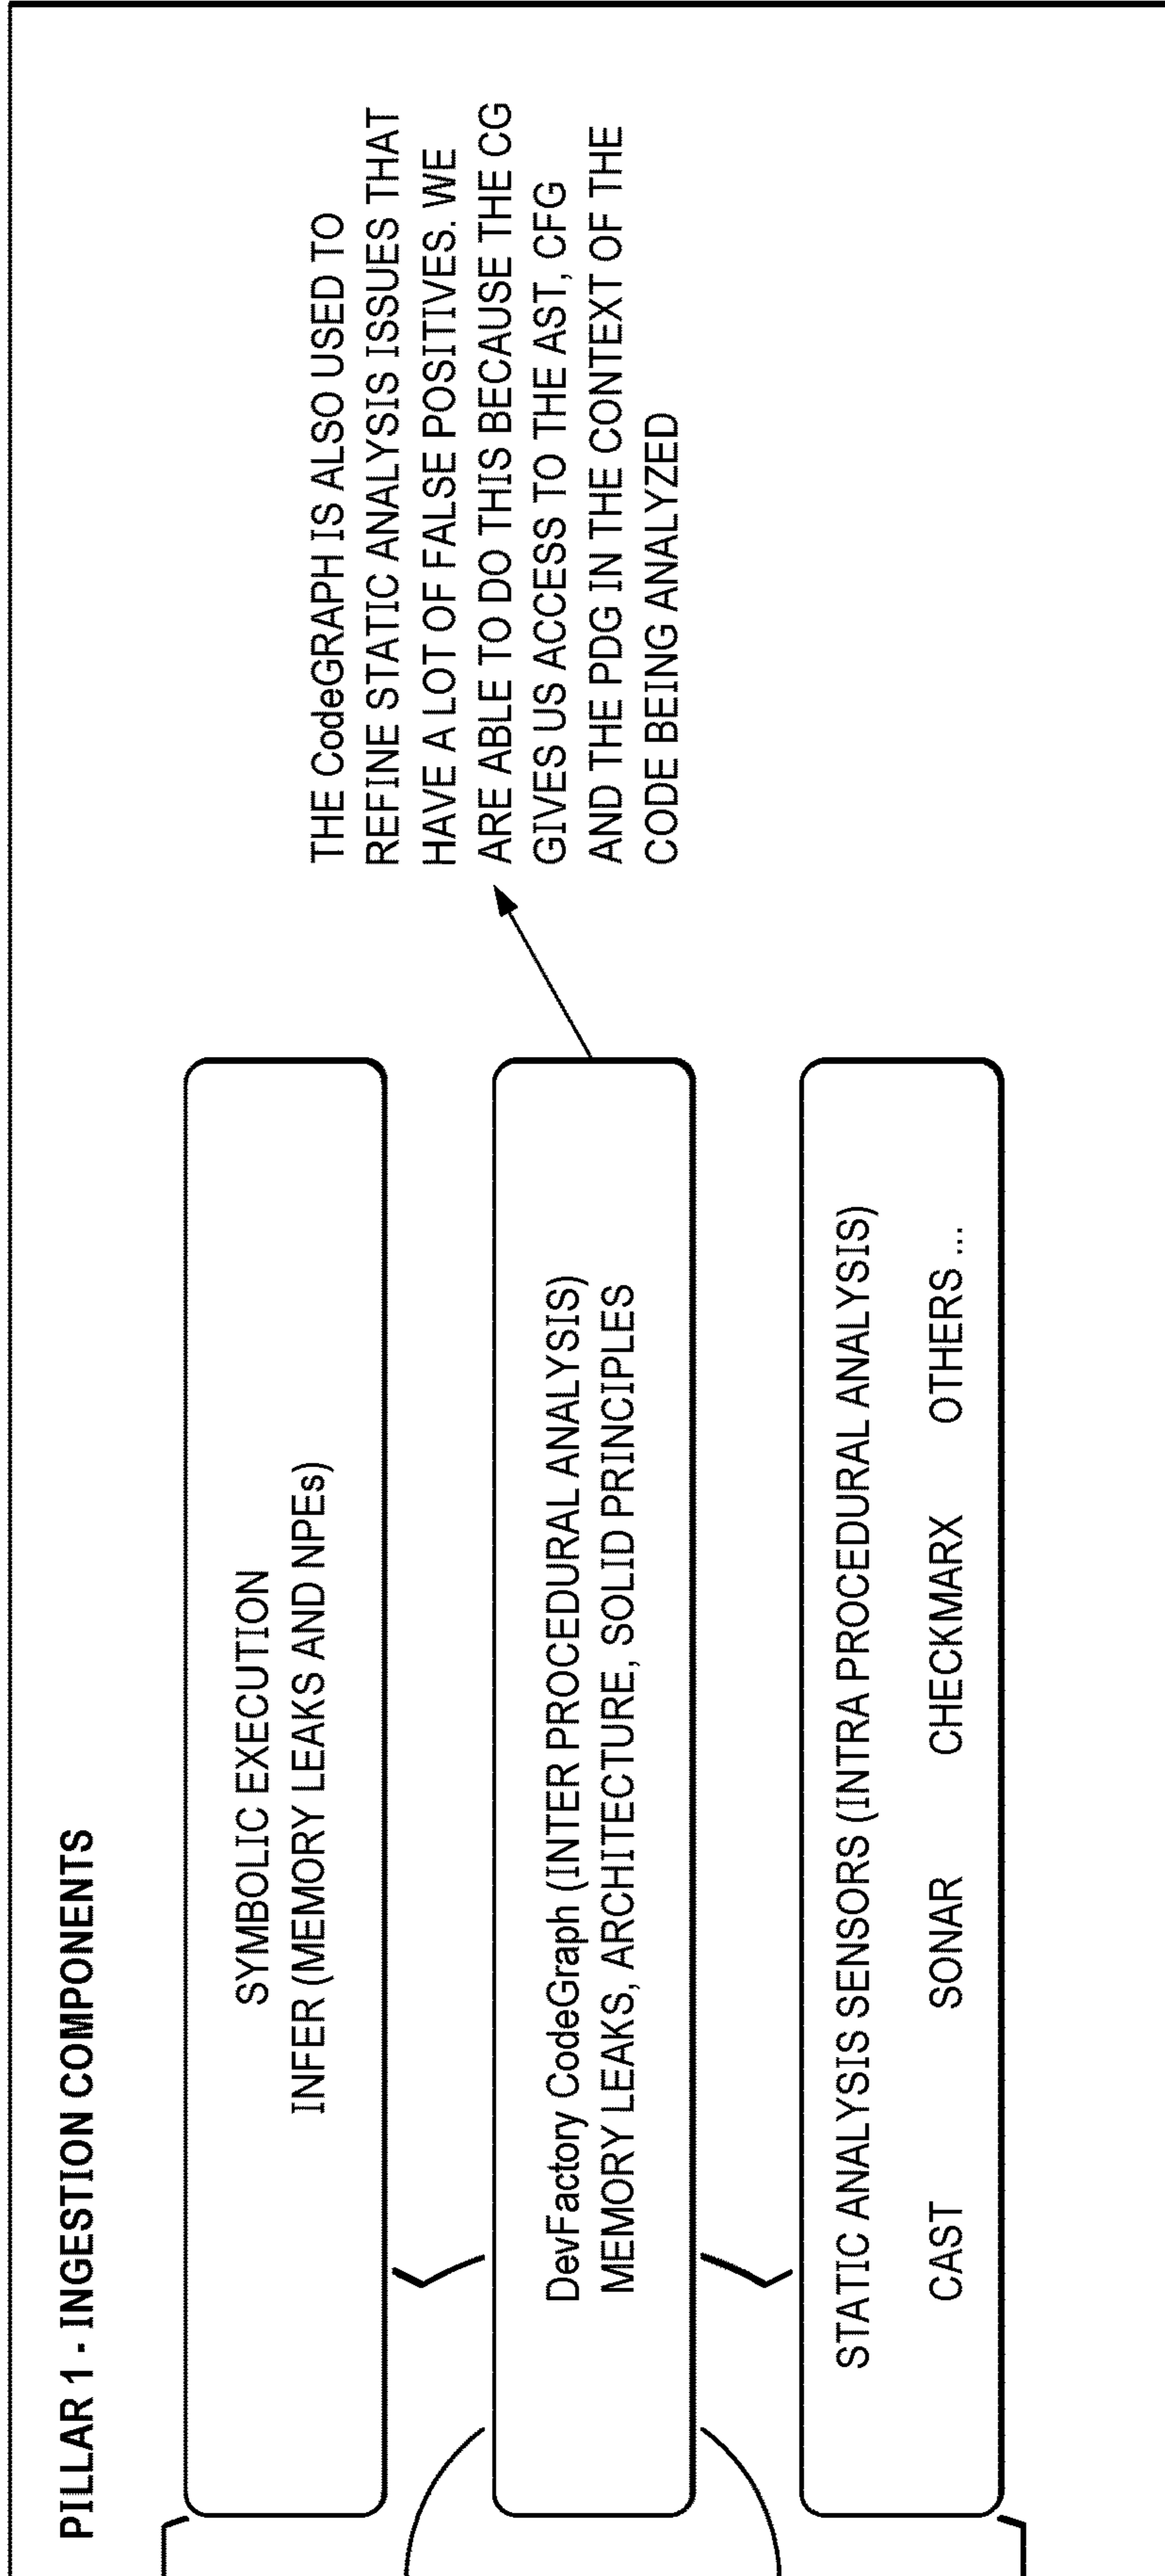 PILLAR 1 - INGESTION COMPONENTS
SYMBOLIC EXECUTION
INFER (MEMORY LEAKS AND NPEs)
DevFactory CodeGraph (INTER PROCEDURAL ANALYSIS)
MEMORY LEAKS, ARCHITECTURE, SOLID PRINCIPLES
THE CodeGRAPH IS ALSO USED TO
REFINE STATIC ANALYSIS ISSUES THAT
HAVE A LOT OF FALSE POSITIVES. WE
ARE ABLE TO DO THIS BECAUSE THE CG
GIVES US ACCESS TO THE AST, CFG
AND THE PDG IN THE CONTEXT OF THE
CODE BEING ANALYZED
STATIC ANALYSIS SENSORS (INTRA PROCEDURAL ANALYSIS)
CAST SONAR CHECKMARX OTHERS ...